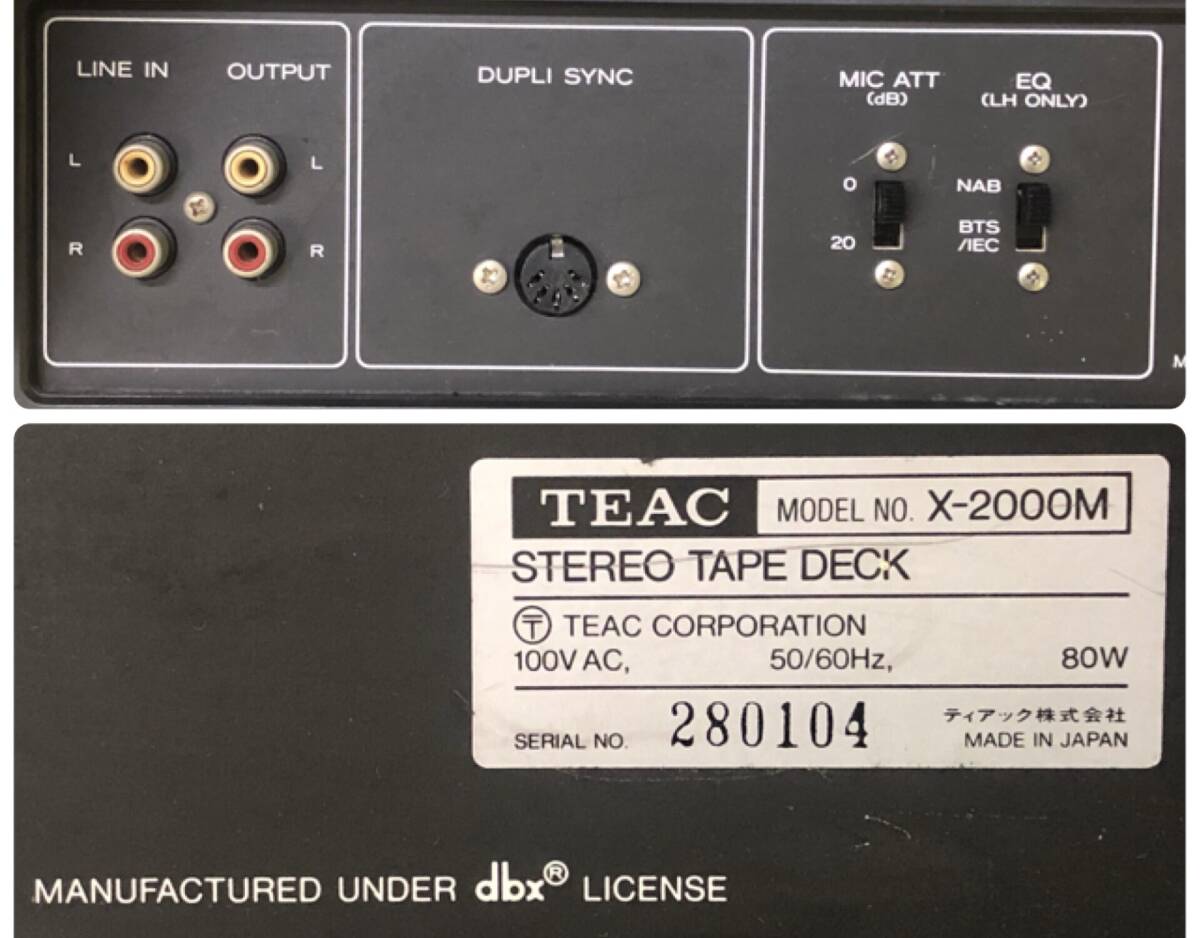 LINE IN OUTPUT
DUPLI SYNC
MIC ATT
(dB)
EQ
(LH ONLY)
L L
R R
0
20
NAB
BTS
/IEC
M
TEAC MODEL NO. X-2000M
STEREO TAPE DECK
〒 TEAC CORPORATION
100V AC, 50/60Hz, 80W
SERIAL NO. 280104
ティアック株式会社
MADE IN JAPAN
MANUFACTURED UNDER dbx® LICENSE